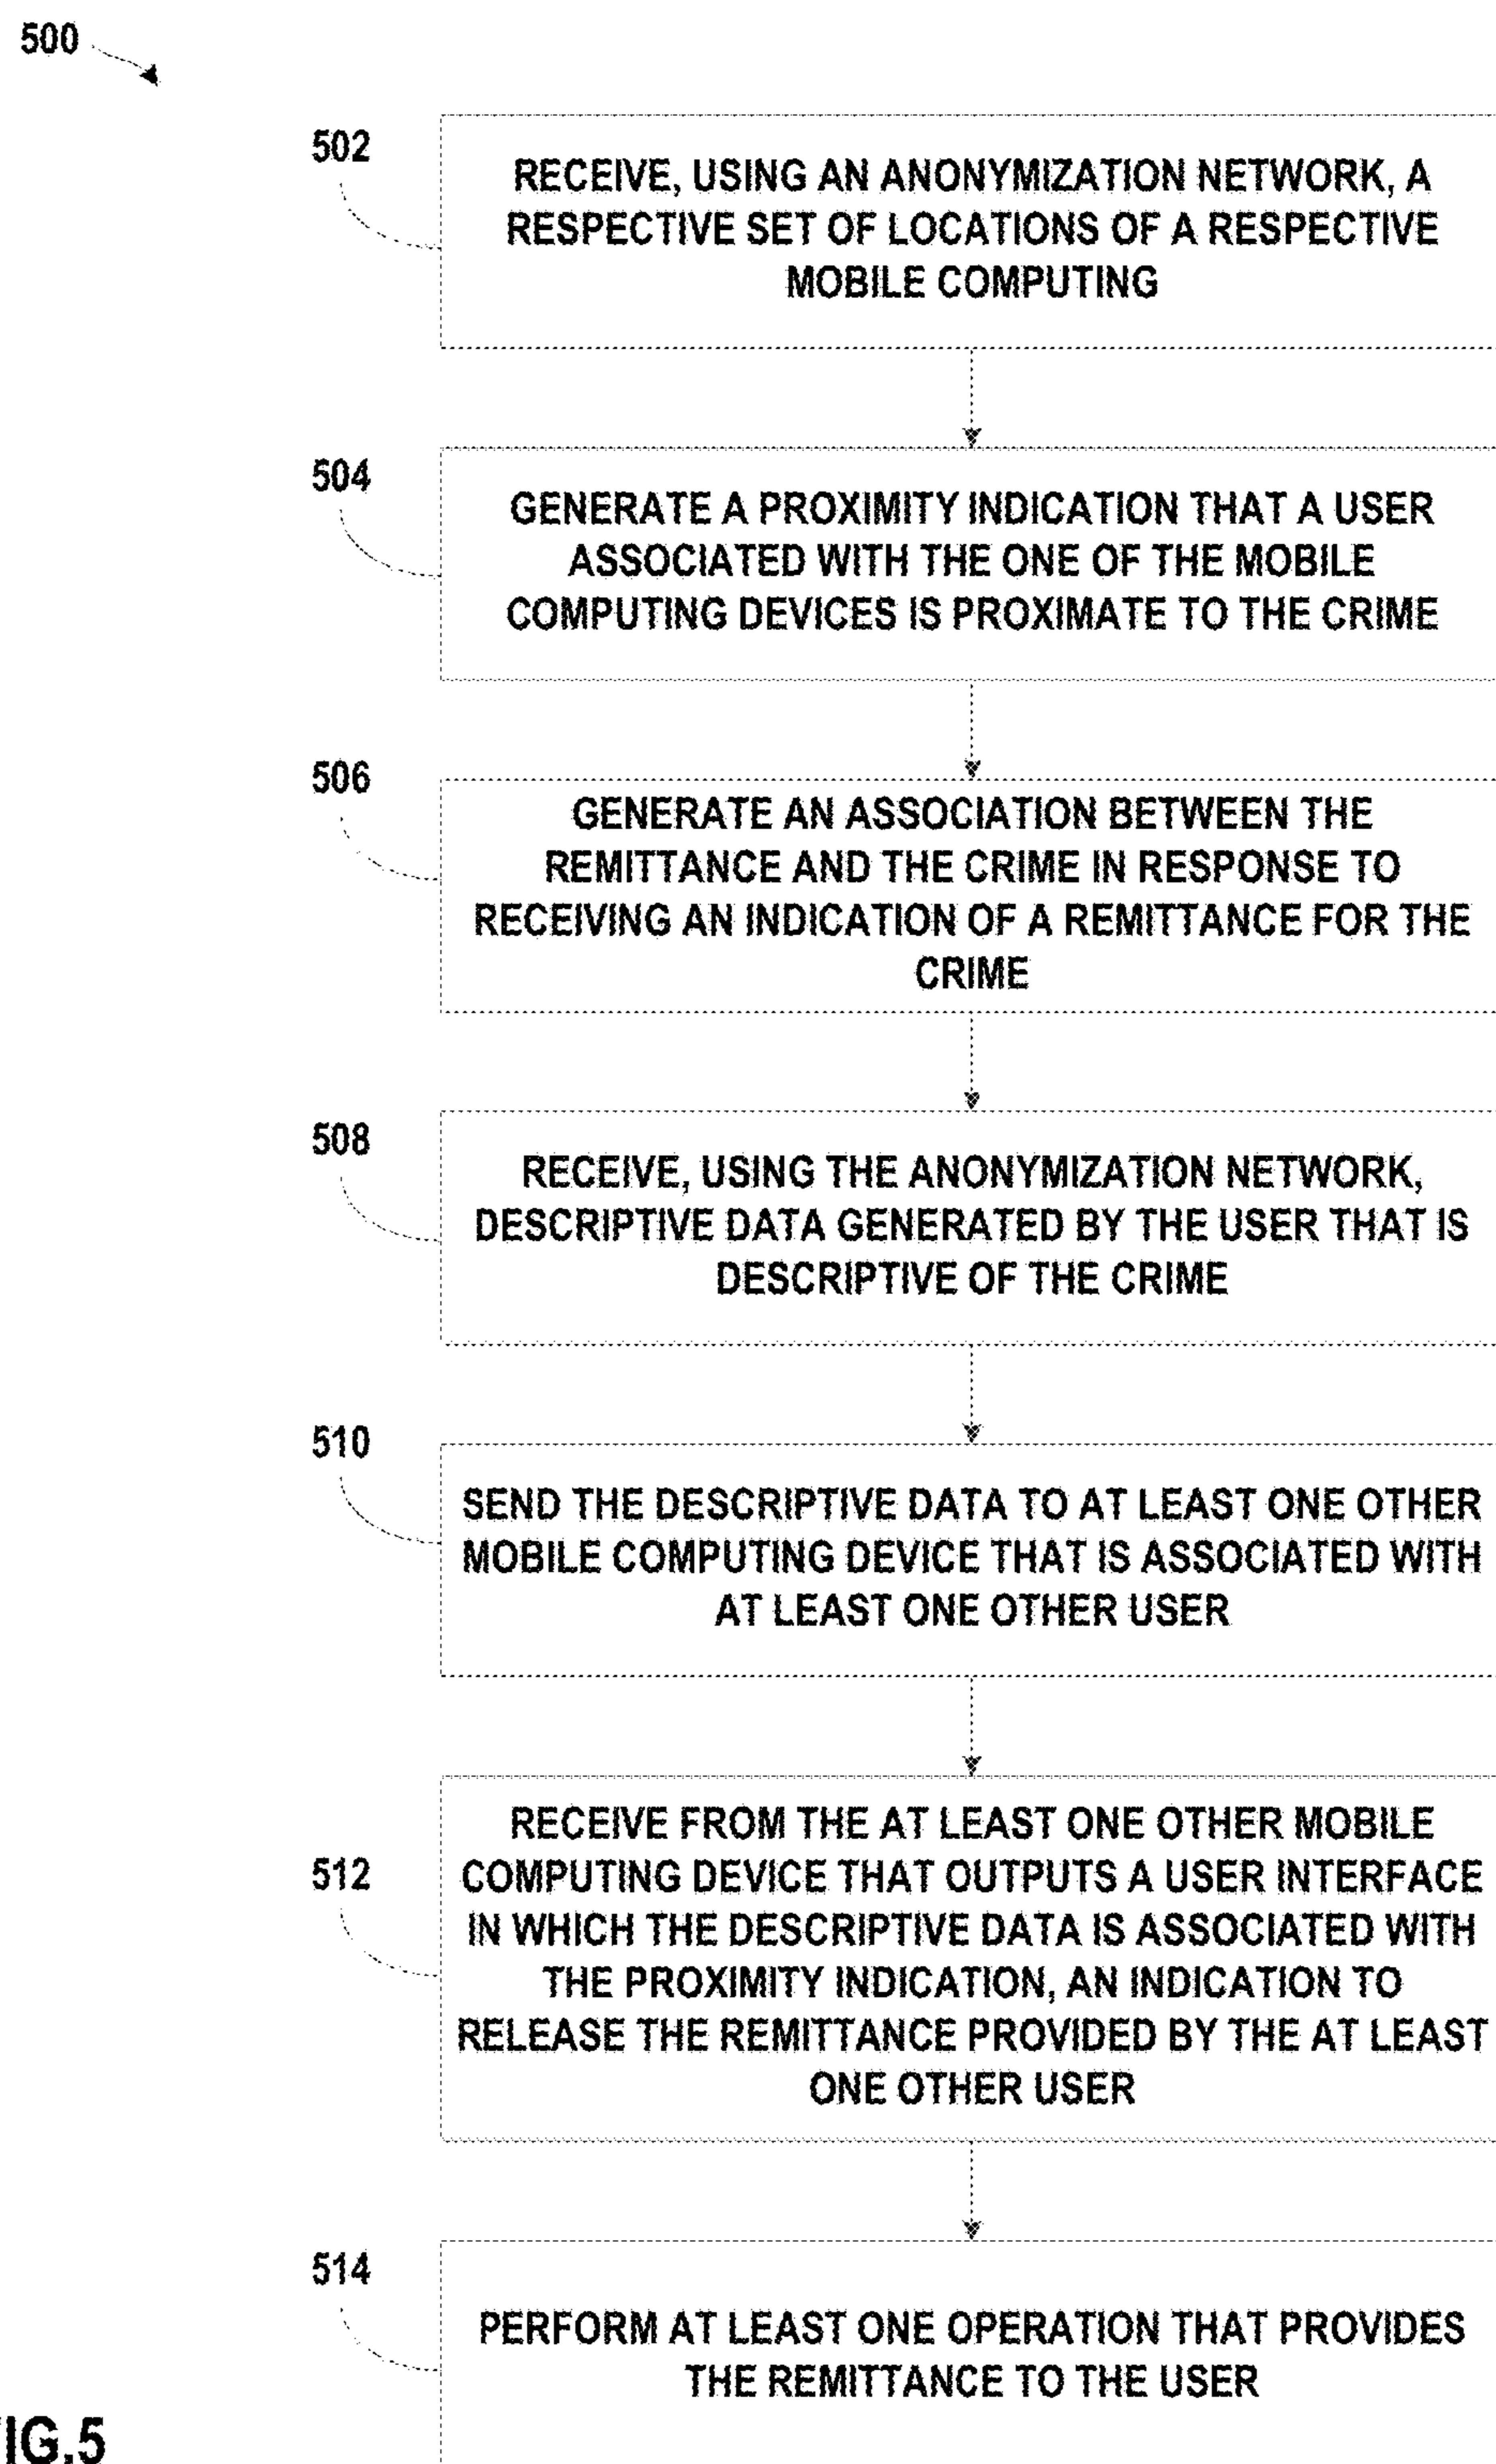 500
502
RECEIVE, USING AN ANONYMIZATION NETWORK, A
RESPECTIVE SET OF LOCATIONS OF A RESPECTIVE
MOBILE COMPUTING
504
GENERATE A PROXIMITY INDICATION THAT A USER
ASSOCIATED WITH THE ONE OF THE MOBILE
COMPUTING DEVICES IS PROXIMATE TO THE CRIME
506
GENERATE AN ASSOCIATION BETWEEN THE
REMITTANCE AND THE CRIME IN RESPONSE TO
RECEIVING AN INDICATION OF A REMITTANCE FOR THE
CRIME
508
RECEIVE, USING THE ANONYMIZATION NETWORK,
DESCRIPTIVE DATA GENERATED BY THE USER THAT IS
DESCRIPTIVE OF THE CRIME
510
SEND THE DESCRIPTIVE DATA TO AT LEAST ONE OTHER
MOBILE COMPUTING DEVICE THAT IS ASSOCIATED WITH
AT LEAST ONE OTHER USER
512
RECEIVE FROM THE AT LEAST ONE OTHER MOBILE
COMPUTING DEVICE THAT OUTPUTS A USER INTERFACE
IN WHICH THE DESCRIPTIVE DATA IS ASSOCIATED WITH
THE PROXIMITY INDICATION, AN INDICATION TO
RELEASE THE REMITTANCE PROVIDED BY THE AT LEAST
ONE OTHER USER
514
PERFORM AT LEAST ONE OPERATION THAT PROVIDES
THE REMITTANCE TO THE USER
IG.5